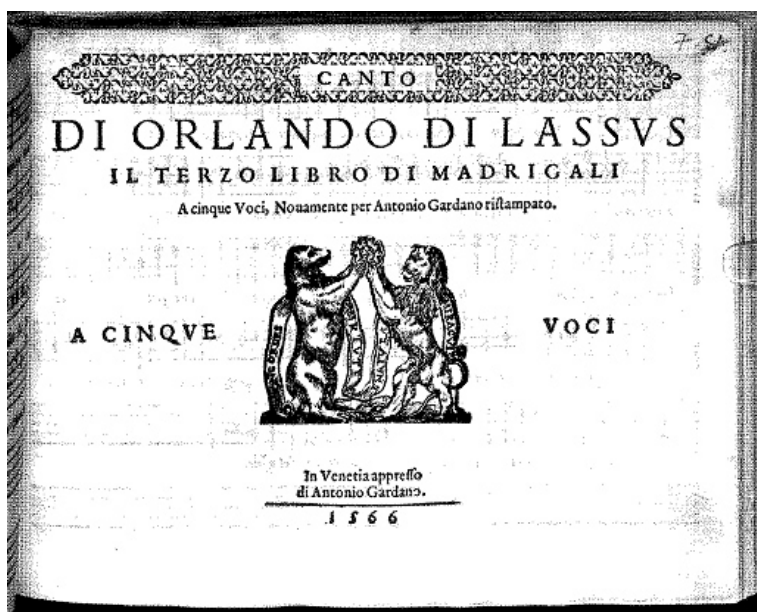 CANTO
DI ORLANDO DI LASSVS
IL TERZO LIBRO DI MADRIGALI
A cinque Voci, Nouamente per Antonio Gardano riſtampato.
A CINQVE VOCI
In Venetia appreſſo
di Antonio Gardano.
1566